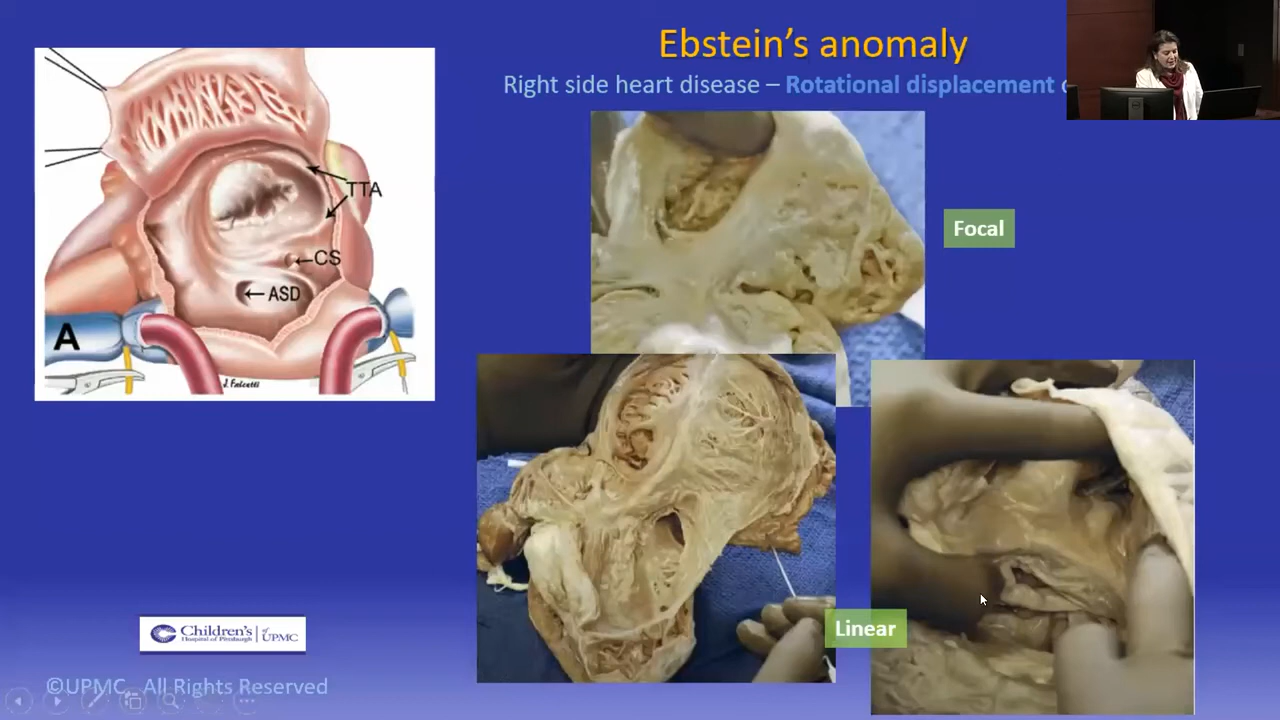 Ebstein’s anomaly
Right side heart disease – Rotational displacement
TTA
CS
ASD
A
Focal
Linear
Children's
Hospital of Pittsburgh
of
UPMC
©UPMC All Rights Reserved